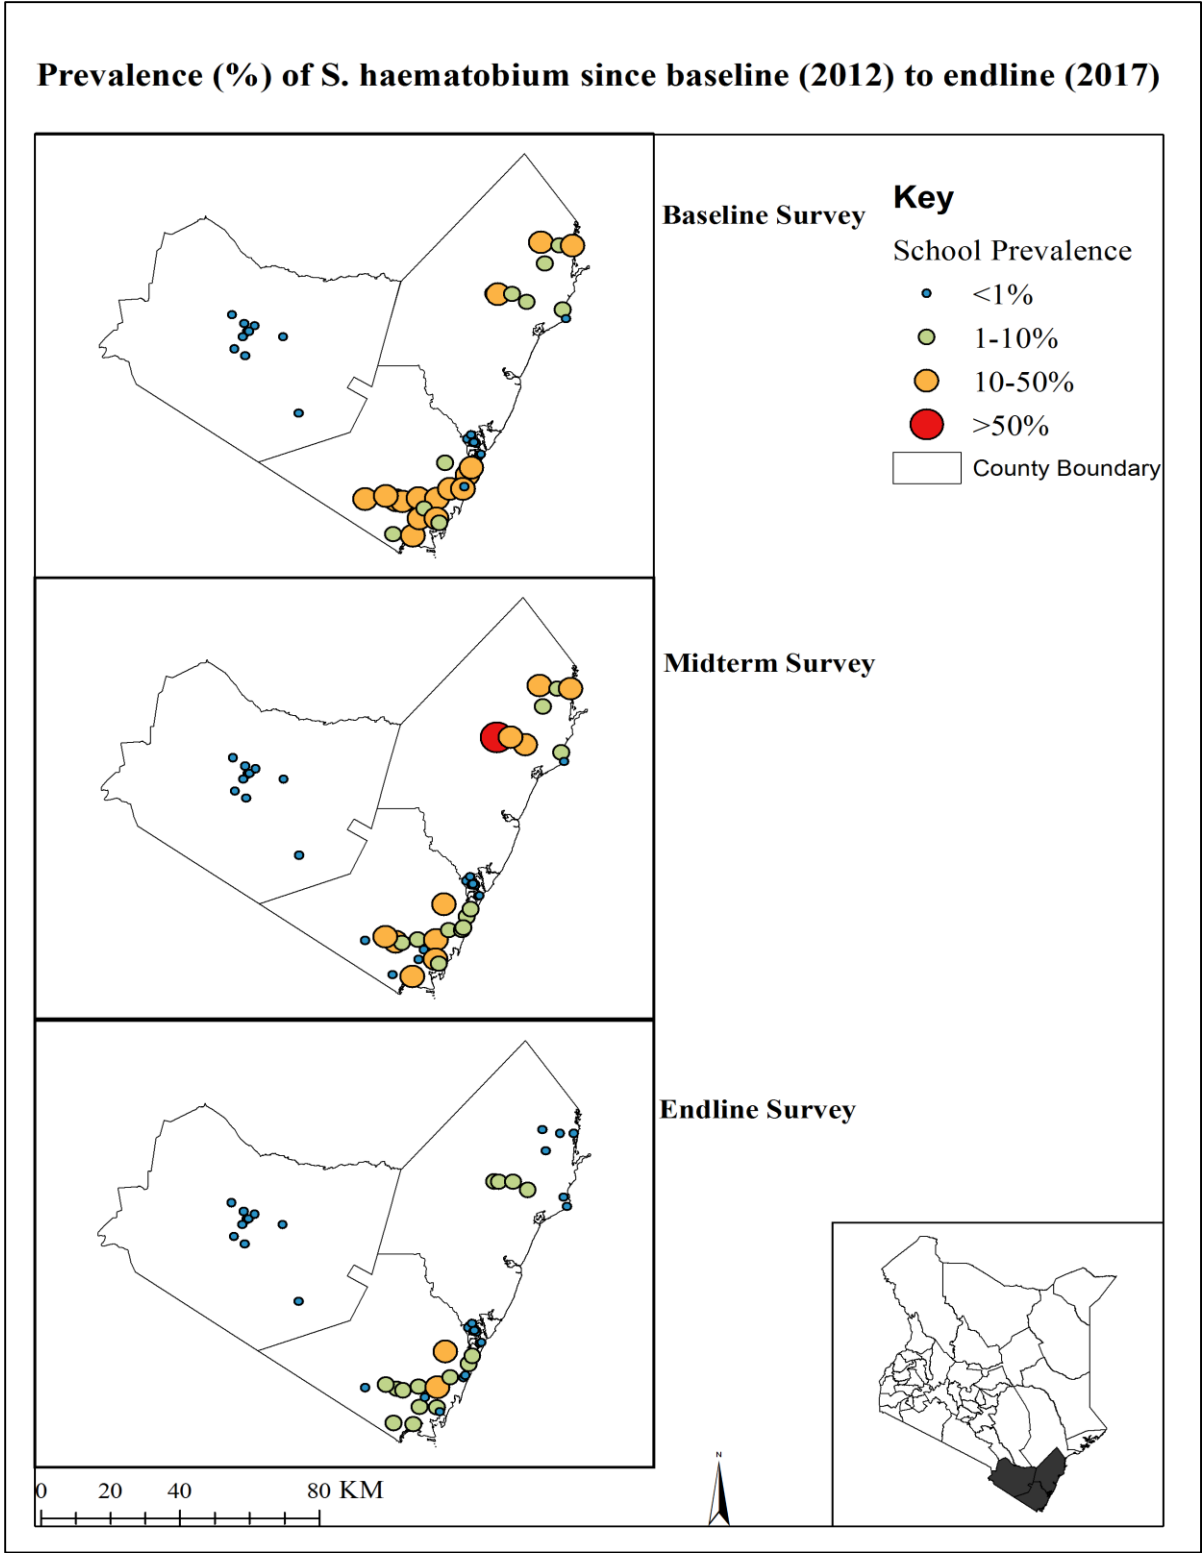 Prevalence (%) of S. haematobium since baseline (2012) to endline (2017)
Baseline Survey
Key
School Prevalence
<1%
1-10%
10-50%
>50%
County Boundary
Midterm Survey
Endline Survey
0 20 40 80 KM
N